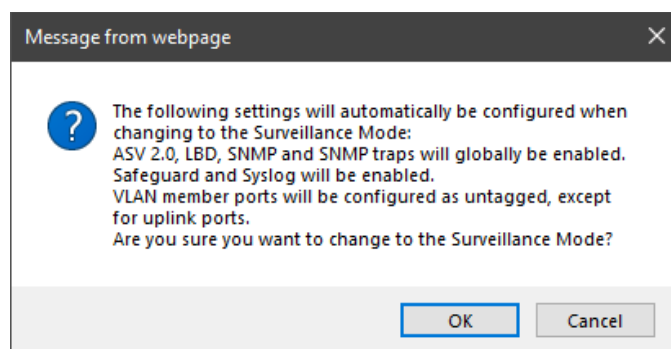 Message from webpage
The following settings will automatically be configured when
changing to the Surveillance Mode:
ASV 2.0, LBD, SNMP and SNMP traps will globally be enabled.
Safeguard and Syslog will be enabled.
VLAN member ports will be configured as untagged, except
for uplink ports.
Are you sure you want to change to the Surveillance Mode?
OK
Cancel